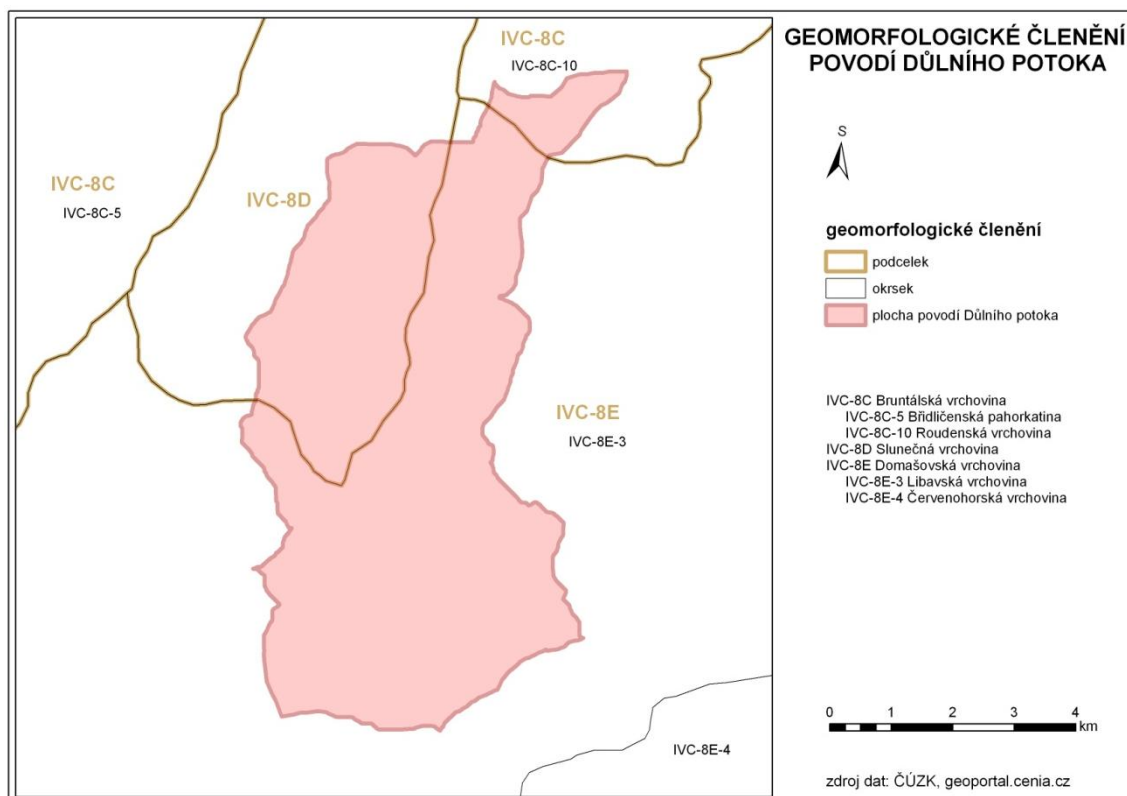 GEOMORFOLOGICKÉ ČLENĚNÍ
POVODÍ DŮLNÍHO POTOKA
IVC-8C
IVC-8C-10
IVC-8C
IVC-8C-5
IVC-8D
IVC-8E
IVC-8E-3
IVC-8E-4
S
geomorfologické členění
podcelek
okrsek
plocha povodí Důlního potoka
IVC-8C Bruntálská vrchovina
IVC-8C-5 Břidličenská pahorkatina
IVC-8C-10 Roudenská vrchovina
IVC-8D Slunečná vrchovina
IVC-8E Domašovská vrchovina
IVC-8E-3 Libavská vrchovina
IVC-8E-4 Červenohorská vrchovina
0 1 2 3 4
km
zdroj dat: ČÚZK, geoportal.cenia.cz